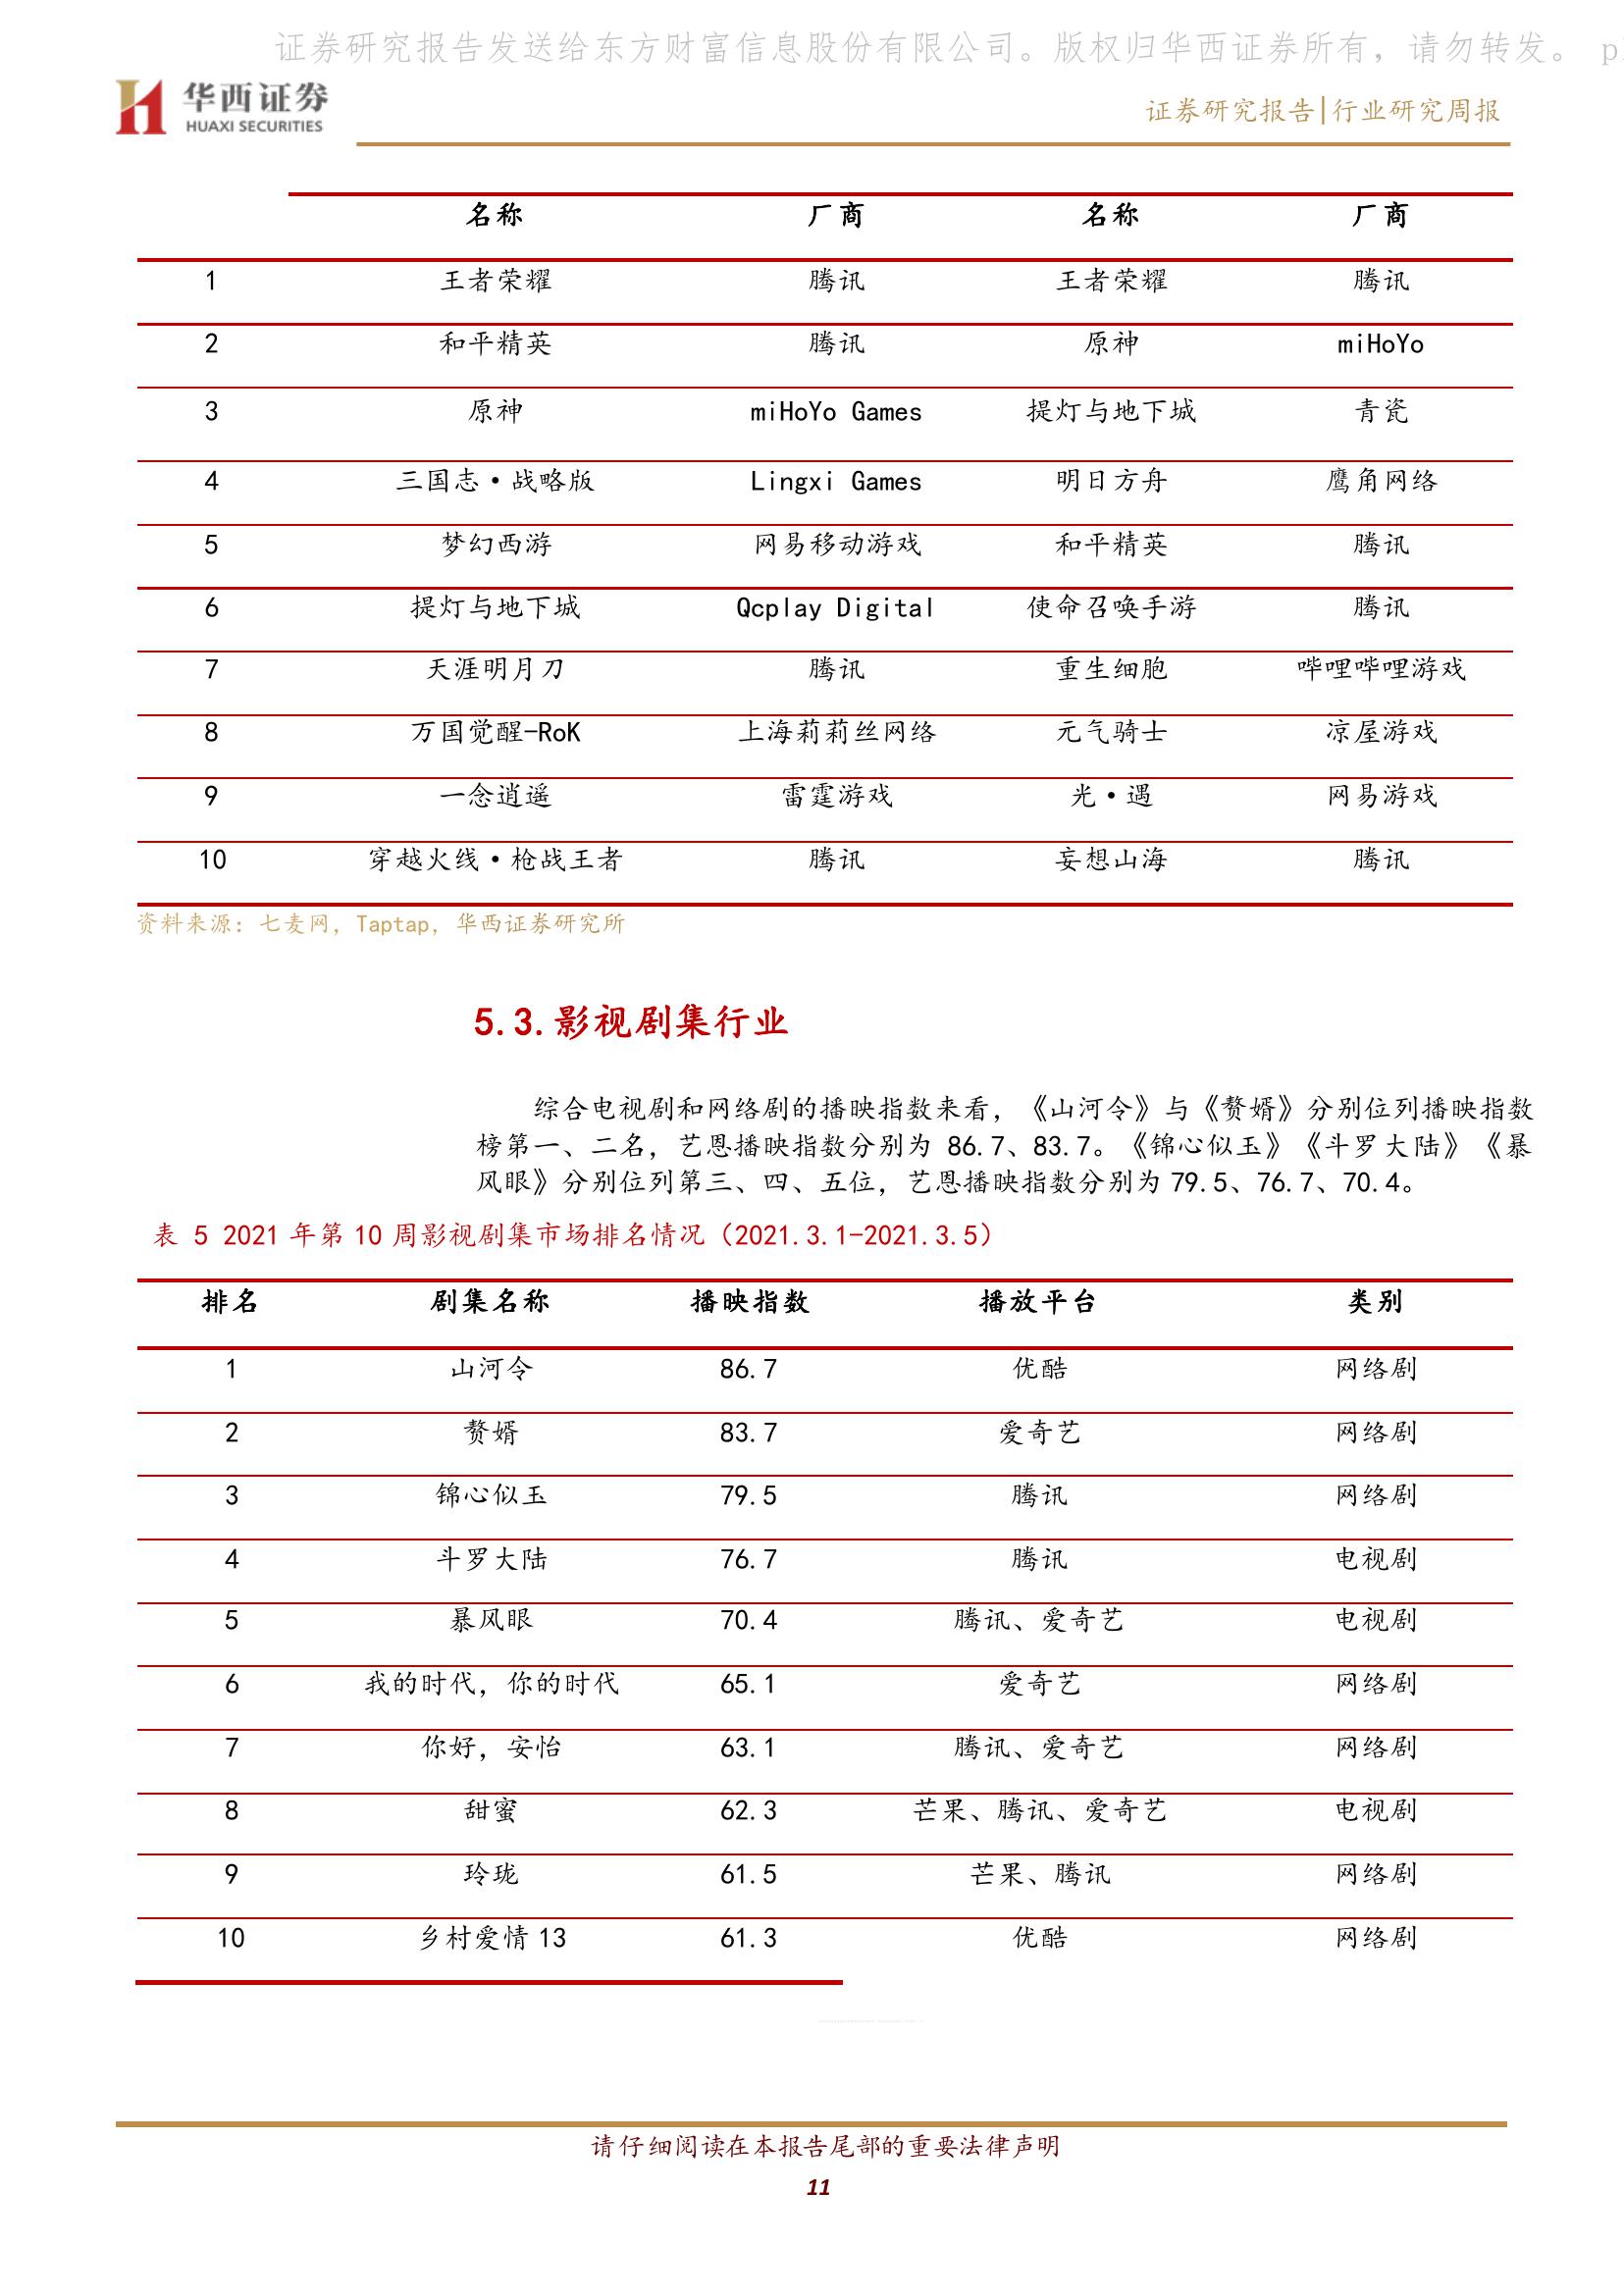 证券研究报告发送给东方财富信息股份有限公司。版权归华西证券所有，请勿转发。 p
华西证券
HUAXI SECURITIES
证券研究报告|行业研究周报
名称 厂商 名称 厂商
1 王者荣耀 腾讯 王者荣耀 腾讯
2 和平精英 腾讯 原神 miHoYo
3 原神 miHoYo Games 提灯与地下城 青瓷
4 三国志·战略版 Lingxi Games 明日方舟 鹰角网络
5 梦幻西游 网易移动游戏 和平精英 腾讯
6 提灯与地下城 Qcplay Digital 使命召唤手游 腾讯
7 天涯明月刀 腾讯 重生细胞 哔哩哔哩游戏
8 万国觉醒-RoK 上海莉莉丝网络 元气骑士 凉屋游戏
9 一念逍遥 雷霆游戏 光·遇 网易游戏
10 穿越火线·枪战王者 腾讯 妄想山海 腾讯
资料来源：七麦网，Taptap，华西证券研究所
5.3.影视剧集行业
综合电视剧和网络剧的播映指数来看，《山河令》与《赘婿》分别位列播映指数
榜第一、二名，艺恩播映指数分别为 86.7、83.7。《锦心似玉》《斗罗大陆》《暴
风眼》分别位列第三、四、五位，艺恩播映指数分别为 79.5、76.7、70.4。
表 5 2021 年第 10 周影视剧集市场排名情况（2021.3.1-2021.3.5）
排名 剧集名称 播映指数 播放平台 类别
1 山河令 86.7 优酷 网络剧
2 赘婿 83.7 爱奇艺 网络剧
3 锦心似玉 79.5 腾讯 网络剧
4 斗罗大陆 76.7 腾讯 电视剧
5 暴风眼 70.4 腾讯、爱奇艺 电视剧
6 我的时代，你的时代 65.1 爱奇艺 网络剧
7 你好，安怡 63.1 腾讯、爱奇艺 网络剧
8 甜蜜 62.3 芒果、腾讯、爱奇艺 电视剧
9 玲珑 61.5 芒果、腾讯 网络剧
10 乡村爱情 13 61.3 优酷 网络剧
请仔细阅读在本报告尾部的重要法律声明
11